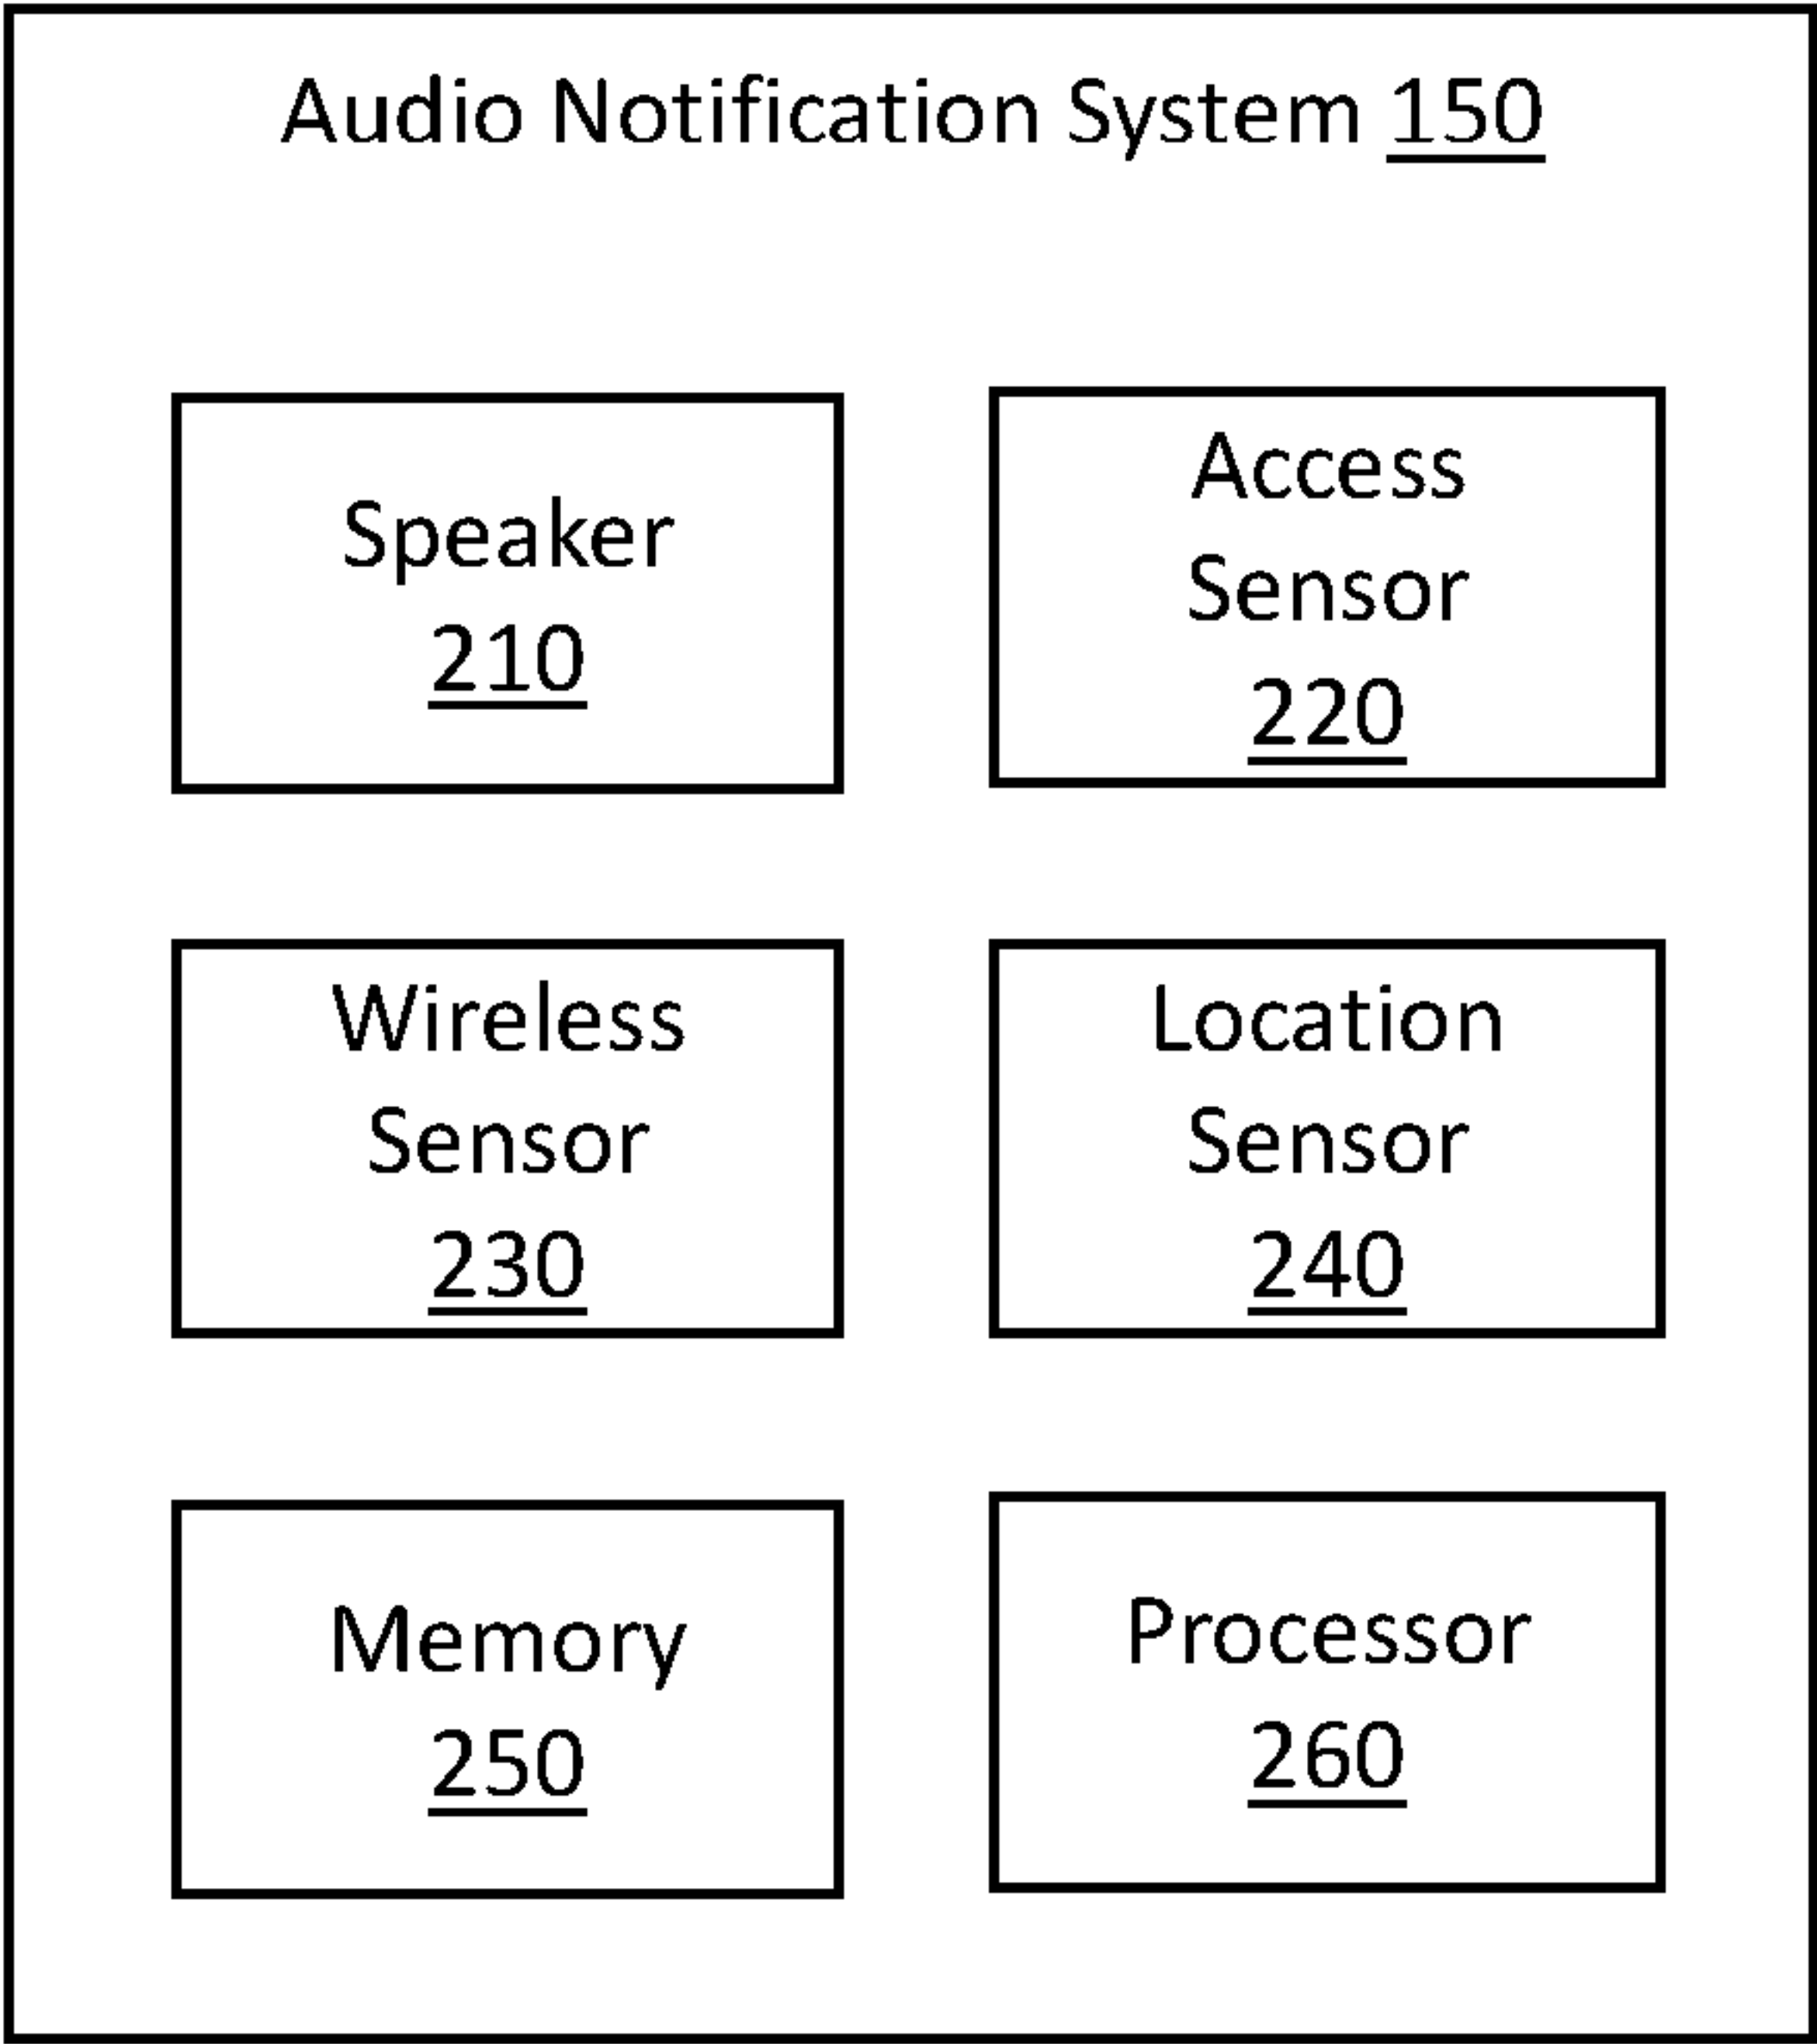 Audio Notification System 150
Speaker
210
Access
Sensor
220
Wireless
Sensor
230
Location
Sensor
240
Memory
250
Processor
260